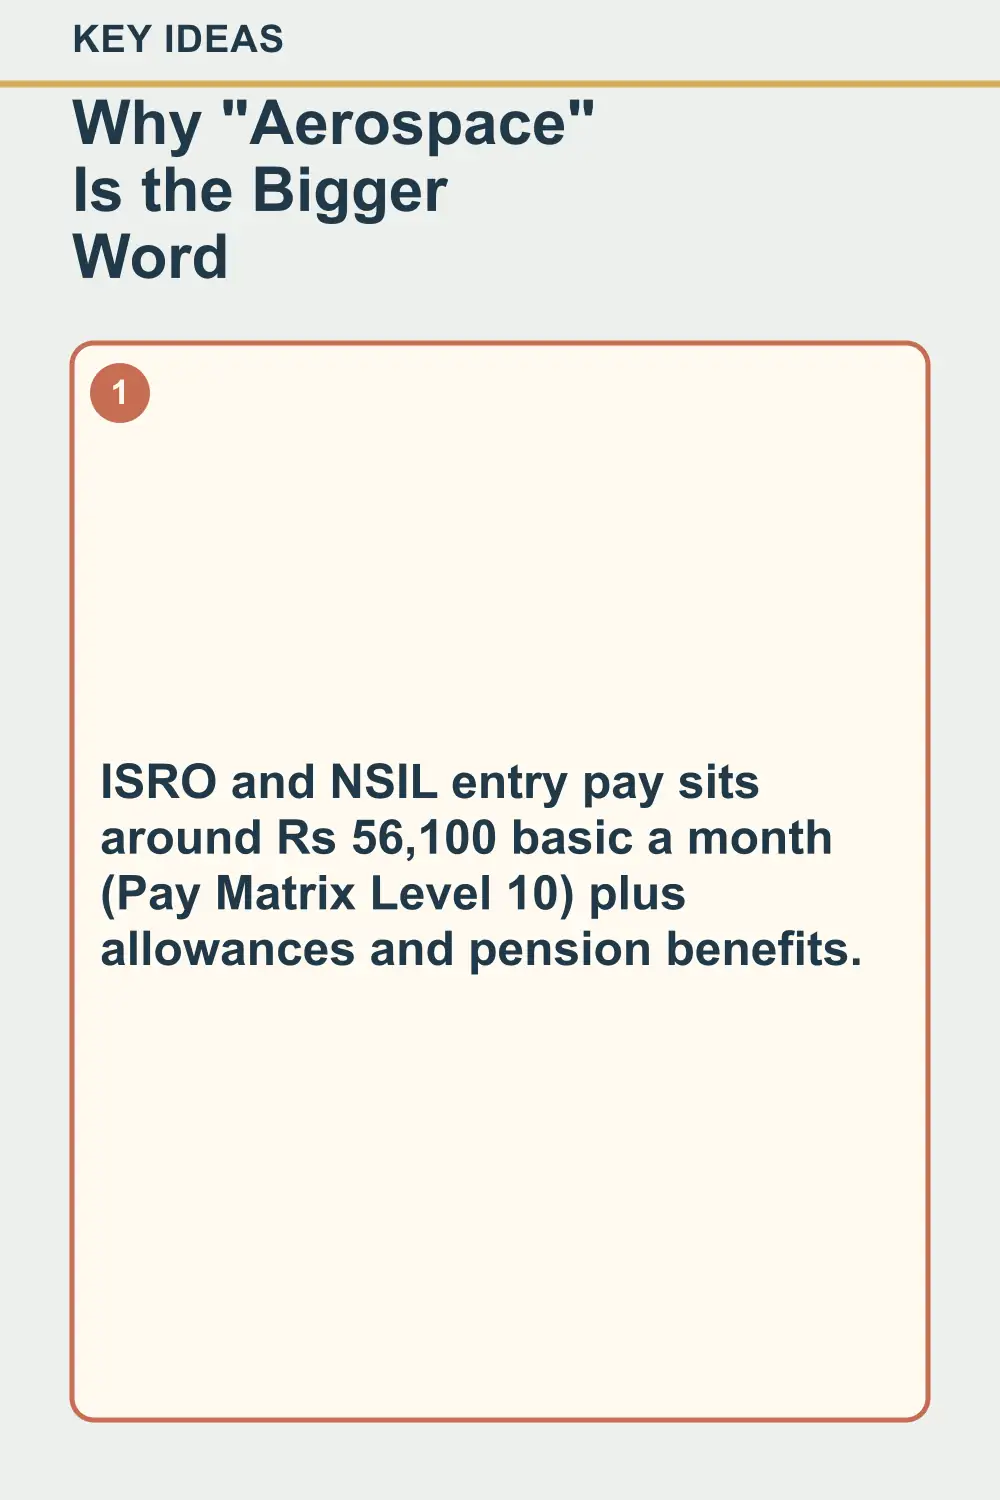 KEY IDEAS
Why "Aerospace"
Is the Bigger
Word
1
ISRO and NSIL entry pay sits
around Rs 56,100 basic a month
(Pay Matrix Level 10) plus
allowances and pension benefits.